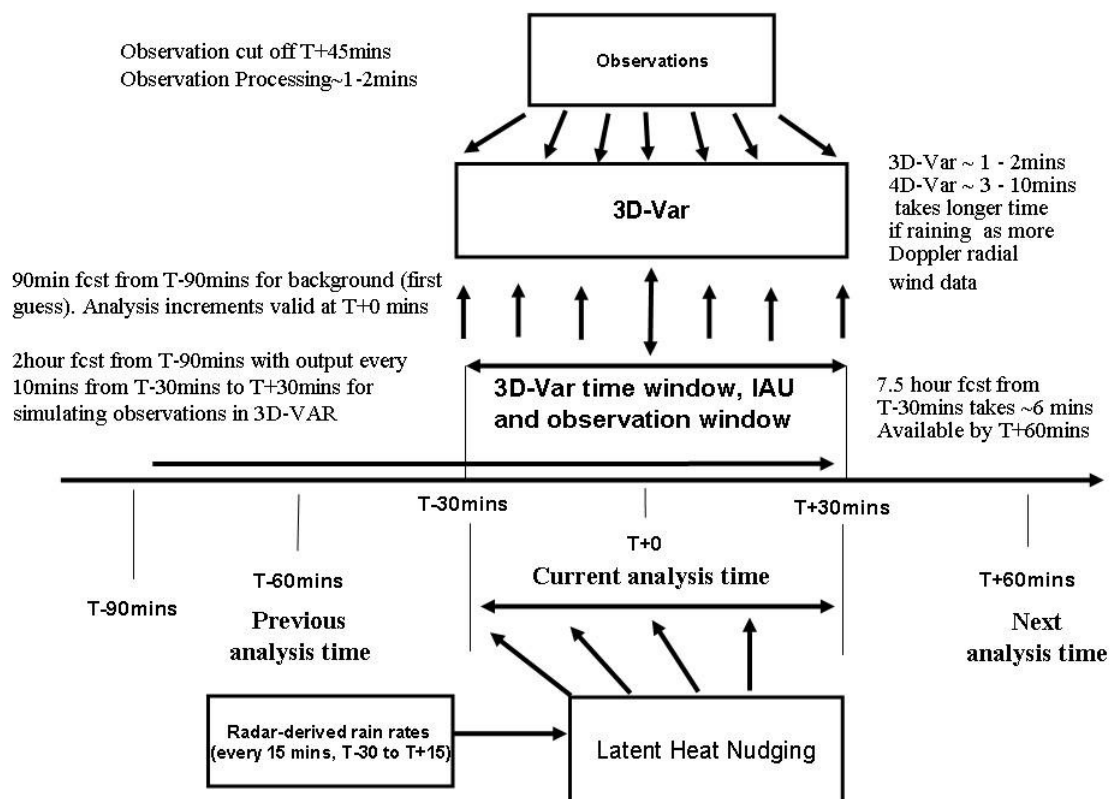 Observation cut off T+45mins
Observation Processing~1-2mins
Observations
3D-Var
3D-Var ~ 1 - 2mins
4D-Var ~ 3 - 10mins
takes longer time
if raining as more
Doppler radial
wind data
90min fcst from T-90mins for background (first
guess). Analysis increments valid at T+0 mins
2hour fcst from T-90mins with output every
10mins from T-30mins to T+30mins for
simulating observations in 3D-VAR
3D-Var time window, IAU
and observation window
7.5 hour fcst from
T-30mins takes ~6 mins
Available by T+60mins
T-90mins
T-60mins
T-30mins
T+0
T+30mins
T+60mins
Previous
analysis time
Current analysis time
Next
analysis time
Radar-derived rain rates
(every 15 mins, T-30 to T+15)
Latent Heat Nudging